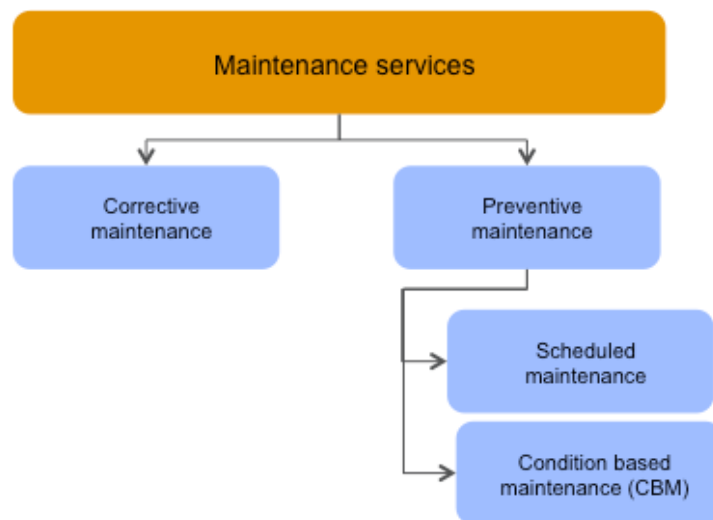 Maintenance services
Corrective
maintenance
Preventive
maintenance
Scheduled
maintenance
Condition based
maintenance (CBM)